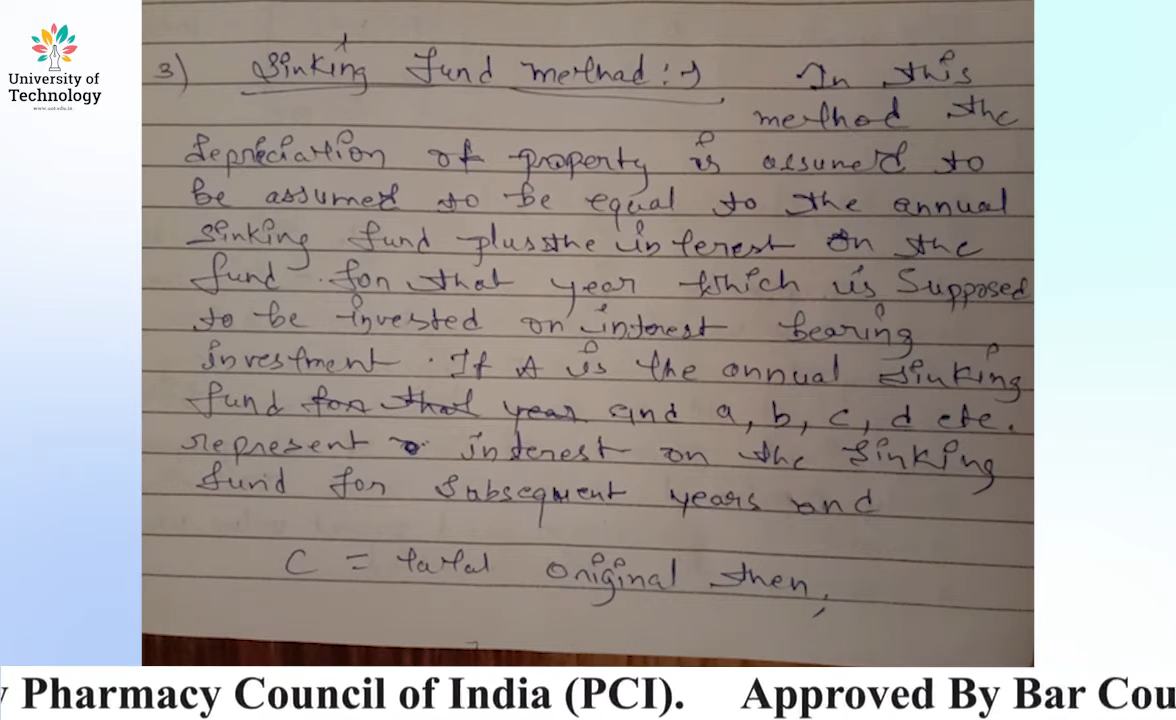 University of
Technology
www.uot.edu.in
3) Sinking fund method :→ In this
method the
depreciation of property is assumed to
be assumed to be equal to the annual
sinking fund plus the interest on the
fund for that year which is supposed
to be invested on interest bearing
investment. If A is the annual sinking
fund for that year and a, b, c, d etc.
represent interest on the sinking
fund for subsequent years and
C = total original then,
y Pharmacy Council of India (PCI). Approved By Bar Cou